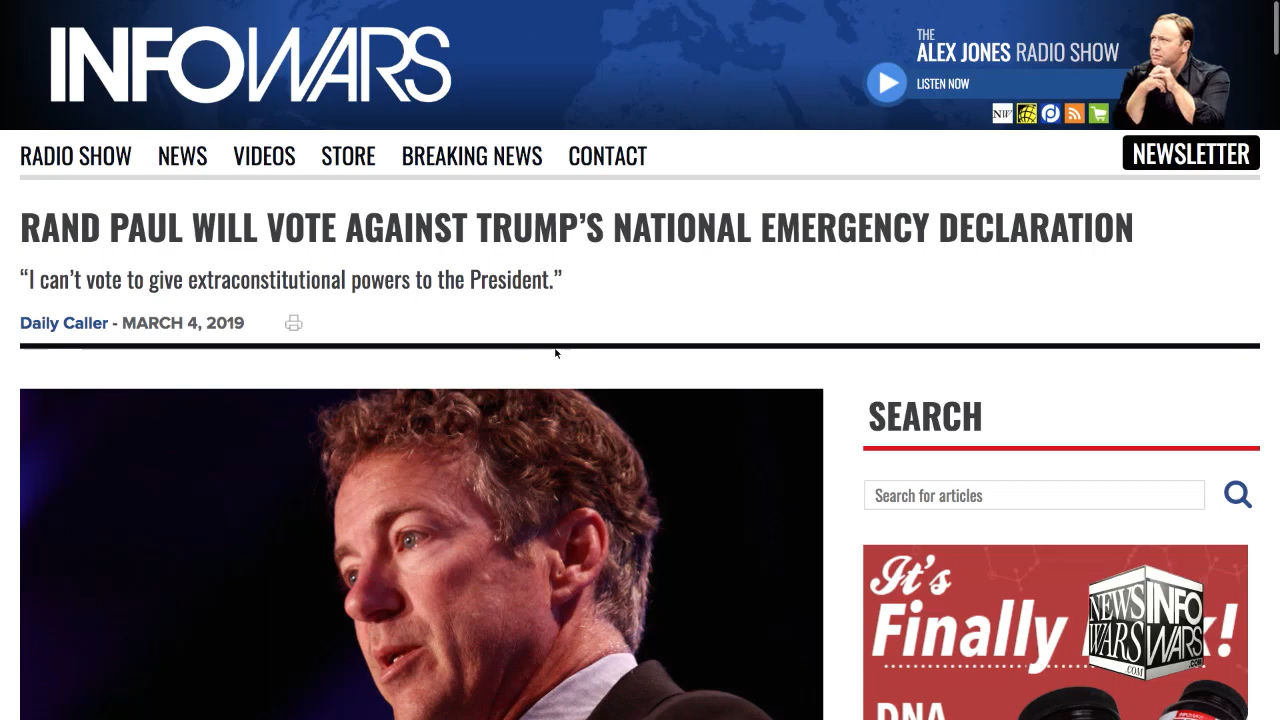 INFOWARS
THE
ALEX JONES RADIO SHOW
LISTEN NOW
NW
RADIO SHOW NEWS VIDEOS STORE BREAKING NEWS CONTACT
NEWSLETTER
RAND PAUL WILL VOTE AGAINST TRUMP’S NATIONAL EMERGENCY DECLARATION
“I can’t vote to give extraconstitutional powers to the President.”
Daily Caller - MARCH 4, 2019
SEARCH
Search for articles
It’s
Finally
!
NEWS
WARS
.COM
INFO
WARS
.COM
DNA